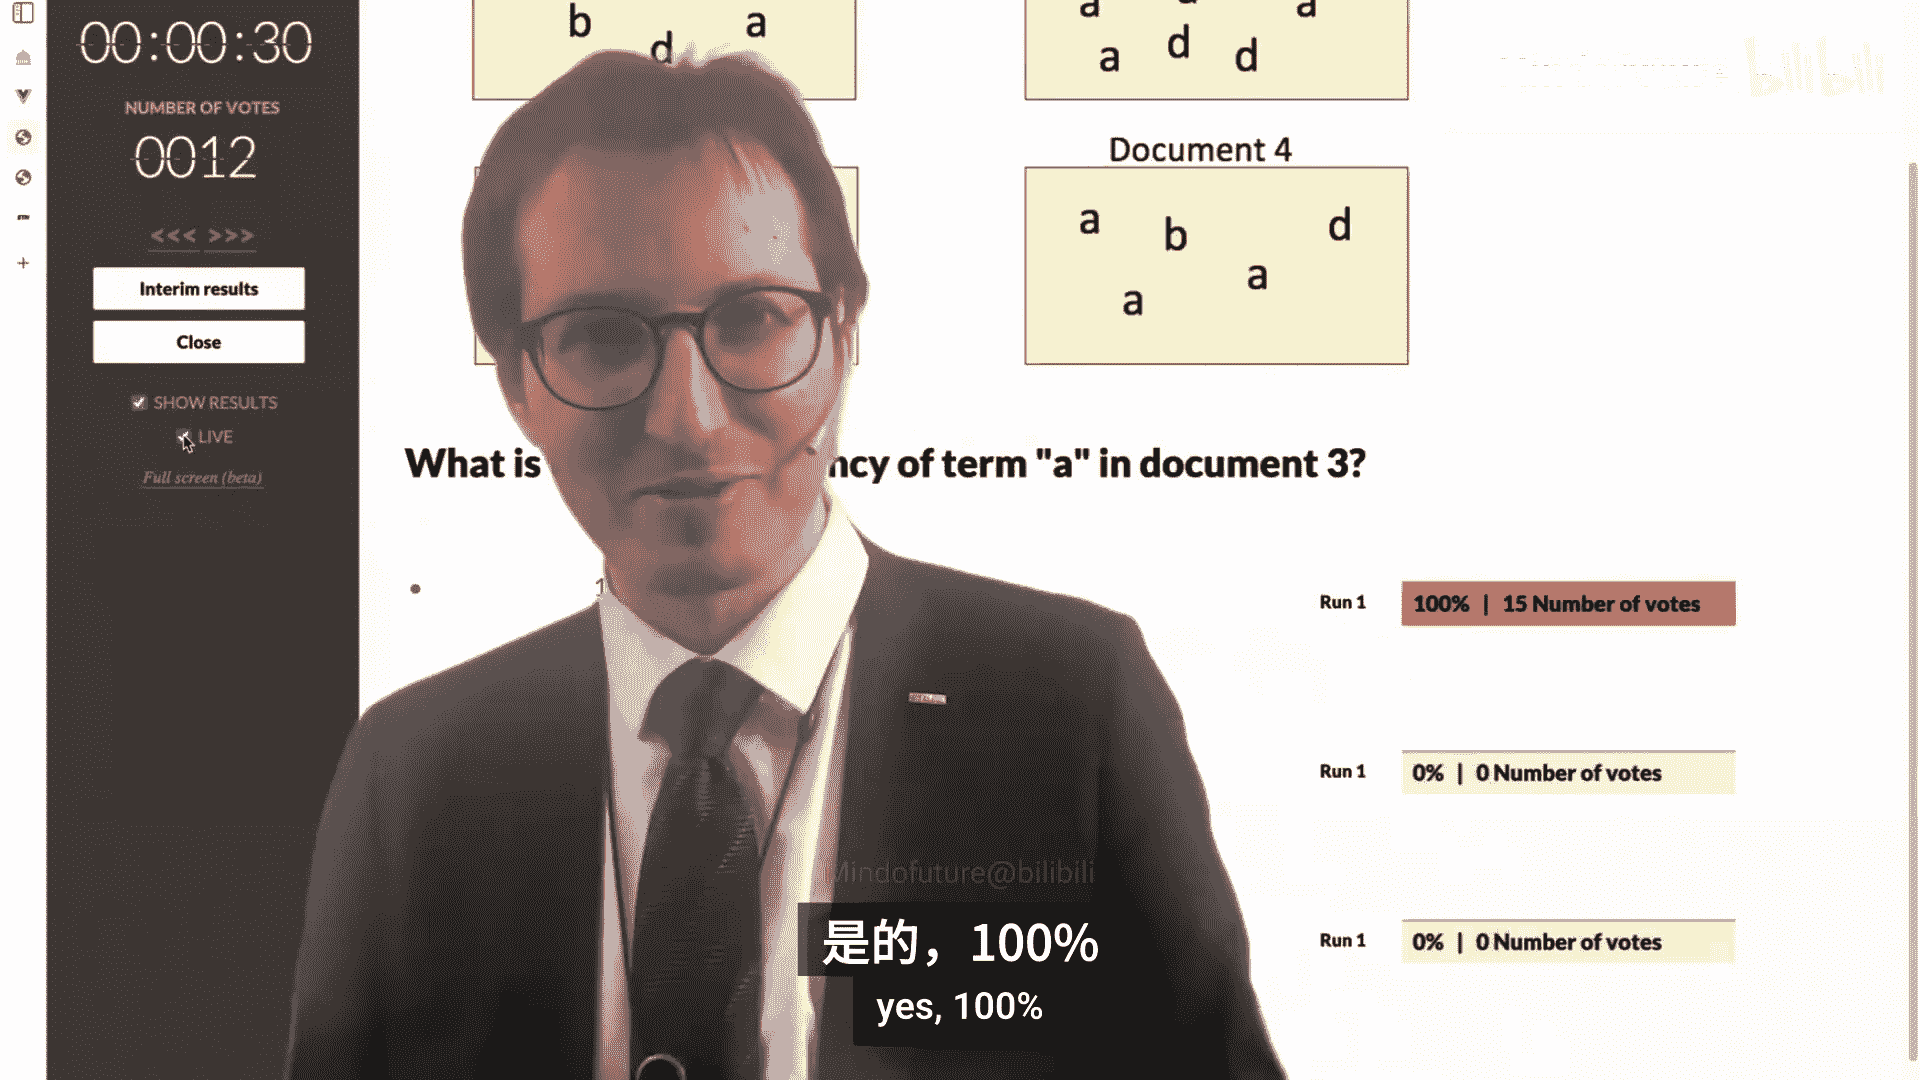 00:00:30
NUMBER OF VOTES
0012
<<< >>>
Interim results
Close
SHOW RESULTS
LIVE
Full screen (beta)
b
a
d
a
a
a
d
d
Document 4
a
b
d
a
a
What is
ncy of term "a" in document 3?
1
Run 1
100% | 15 Number of votes
Run 1
0% | 0 Number of votes
Run 1
0% | 0 Number of votes
bilibili
Mindofuture@bilibili
是的，100%
yes, 100%